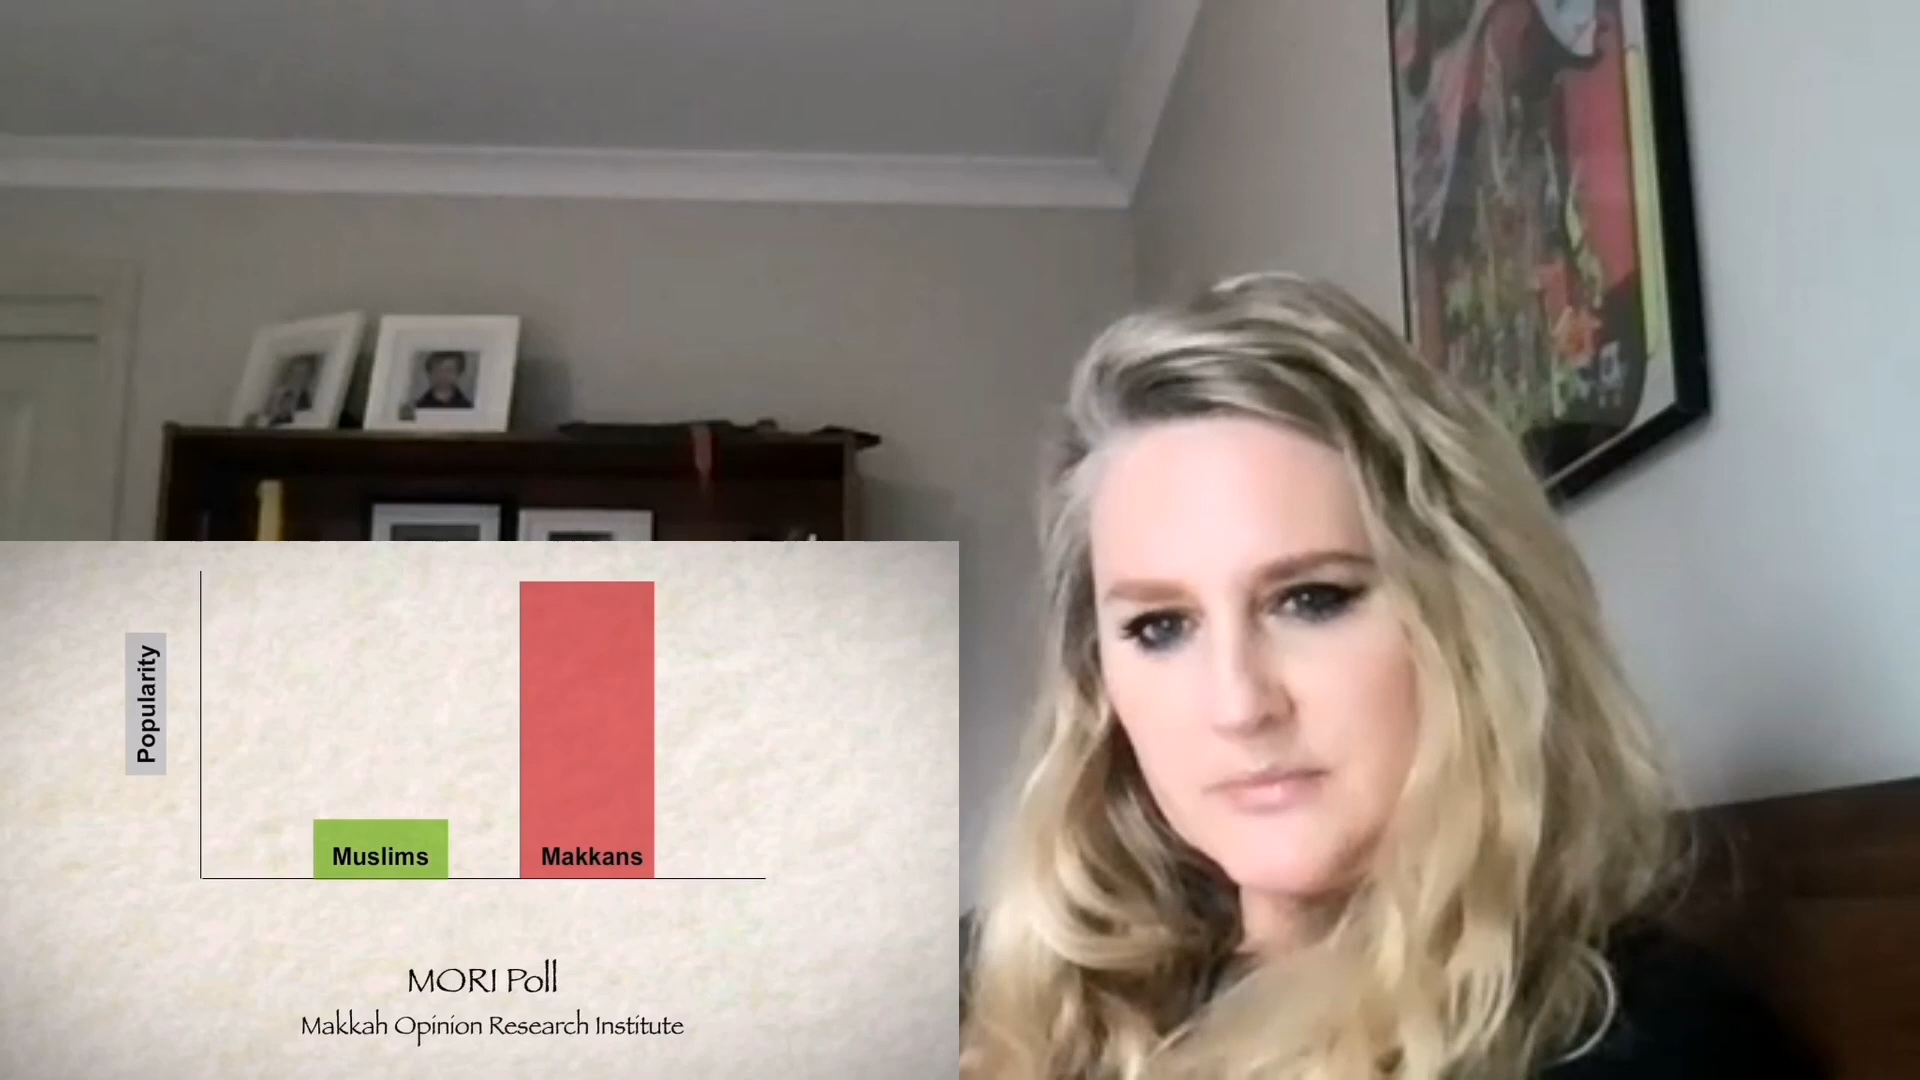 Popularity
Muslims
Makkans
MORI Poll
Makkah Opinion Research Institute